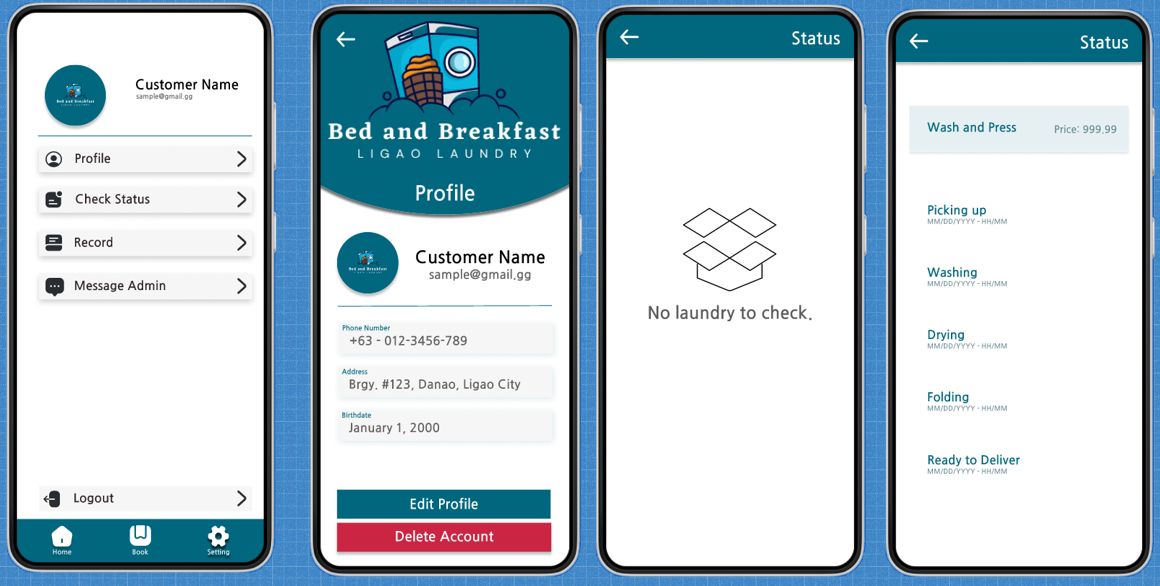 Bed and Breakfast
Customer Name
sample@gmail.gg
Profile
Check Status
Record
Message Admin
Logout
Home
Book
Setting
Bed and Breakfast
LIGAO LAUNDRY
Profile
Bed and Breakfast
Customer Name
sample@gmail.gg
Phone Number
+63 - 012-3456-789
Address
Brgy. #123, Danao, Ligao City
Birthdate
January 1, 2000
Edit Profile
Delete Account
Status
No laundry to check.
Status
Wash and Press
Price: 999.99
Picking up
MM/DD/YYYY - HH/MM
Washing
MM/DD/YYYY - HH/MM
Drying
MM/DD/YYYY - HH/MM
Folding
MM/DD/YYYY - HH/MM
Ready to Deliver
MM/DD/YYYY - HH/MM